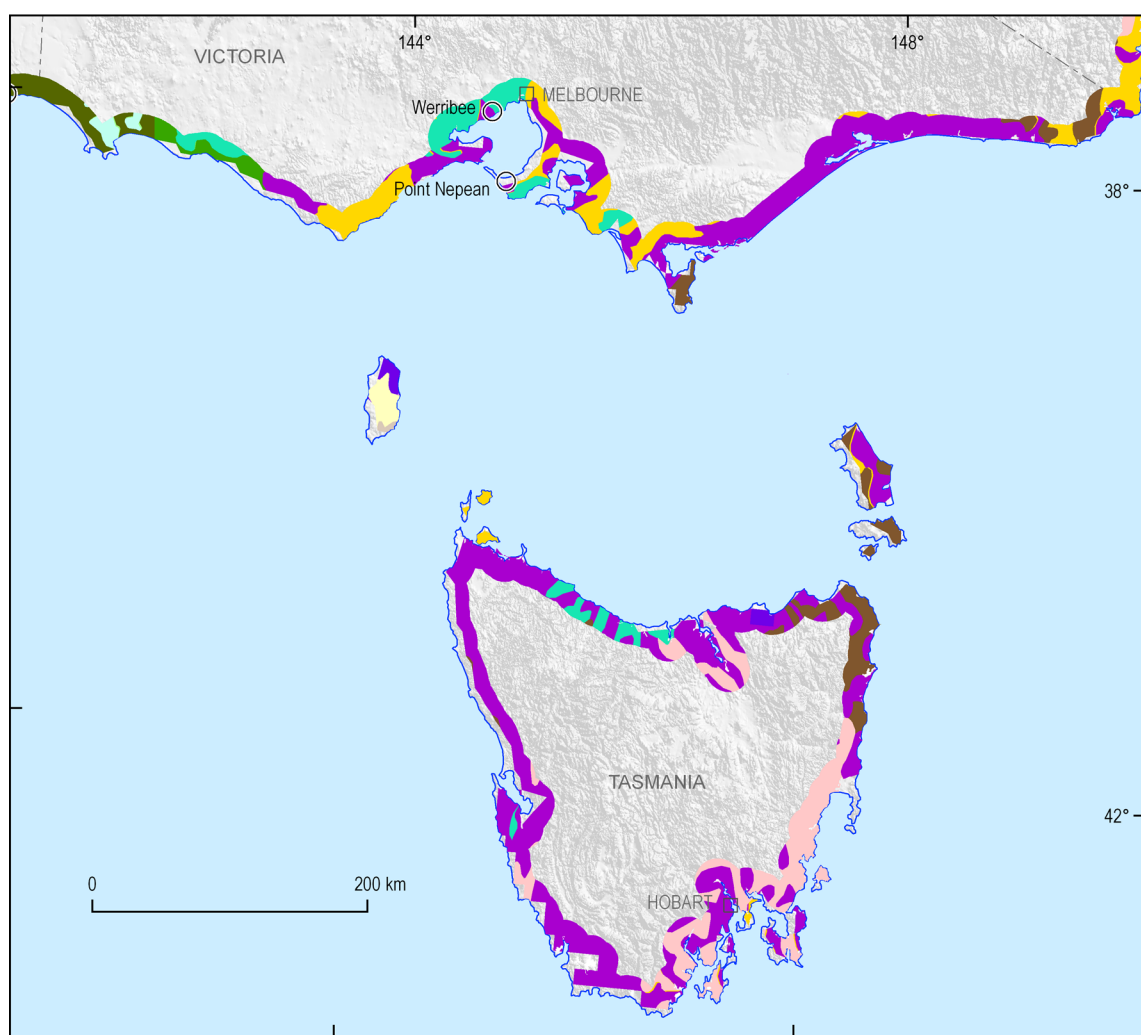 144°
148°
VICTORIA
Werribee
MELBOURNE
Point Nepean
38°
TASMANIA
42°
0
200 km
HOBART